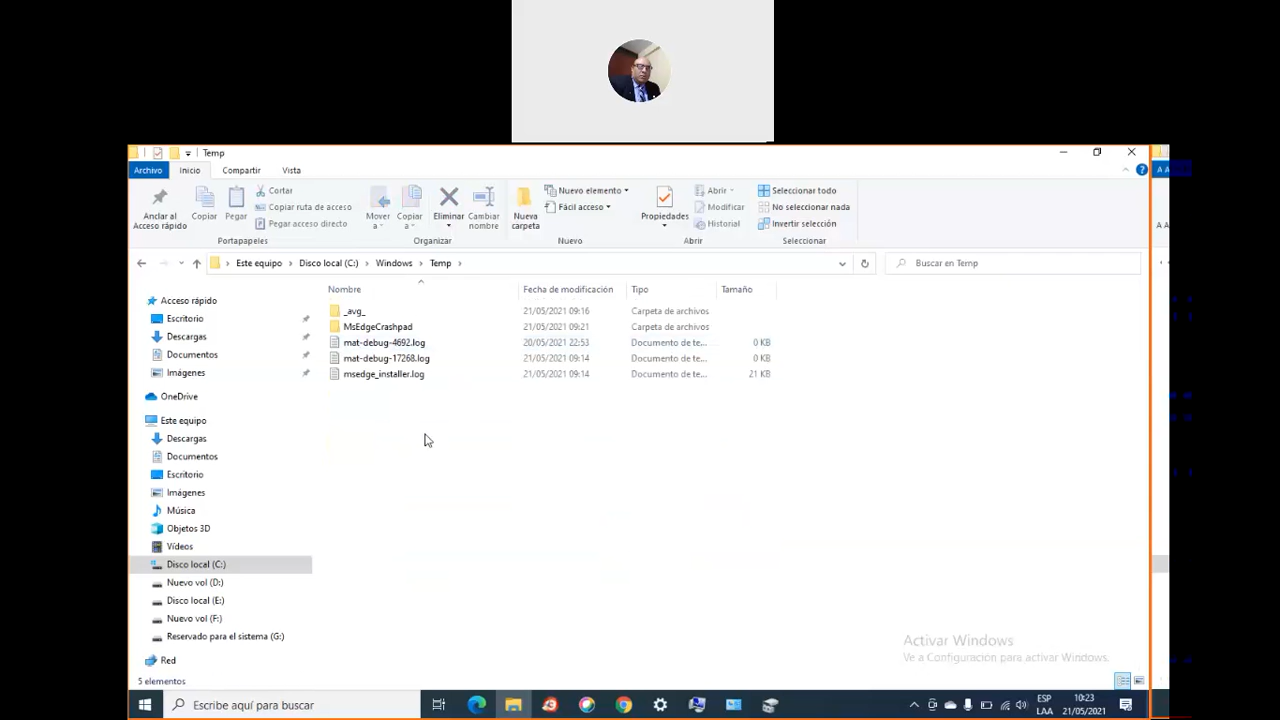 Temp
Archivo Inicio Compartir Vista
Anclar al Acceso rápido
Copiar
Pegar
Cortar
Copiar ruta de acceso
Pegar acceso directo
Mover a
Copiar a
Eliminar
Cambiar nombre
Nueva carpeta
Nuevo elemento
Fácil acceso
Propiedades
Abrir
Modificar
Historial
Seleccionar todo
No seleccionar nada
Invertir selección
Portapapeles Organizar Nuevo Abrir Seleccionar
Este equipo > Disco local (C:) > Windows > Temp >
Buscar en Temp
Nombre Fecha de modificación Tipo Tamaño
_avg_ 21/05/2021 09:16 Carpeta de archivos
MsEdgeCrashpad 21/05/2021 09:21 Carpeta de archivos
mat-debug-4692.log 20/05/2021 22:53 Documento de te... 0 KB
mat-debug-17268.log 21/05/2021 09:14 Documento de te... 0 KB
msedge_installer.log 21/05/2021 09:14 Documento de te... 21 KB
Acceso rápido
Escritorio
Descargas
Documentos
Imágenes
OneDrive
Este equipo
Descargas
Documentos
Escritorio
Imágenes
Música
Objetos 3D
Vídeos
Disco local (C:)
Nuevo vol (D:)
Disco local (E:)
Nuevo vol (F:)
Reservado para el sistema (G:)
Red
5 elementos
Activar Windows
Ve a Configuración para activar Windows.
Escribe aquí para buscar
ESP
LAA
10:23
21/05/2021